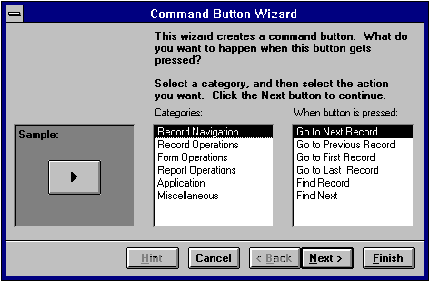 Command Button Wizard
This wizard creates a command button. What do
you want to happen when this button gets
pressed?
Select a category, and then select the action
you want. Click the Next button to continue.
Categories:
When button is pressed:
Sample:
Record Navigation
Record Operations
Form Operations
Report Operations
Application
Miscellaneous
Go to Next Record
Go to Previous Record
Go to First Record
Go to Last Record
Find Record
Find Next
Hint
Cancel
< Back
Next >
Finish